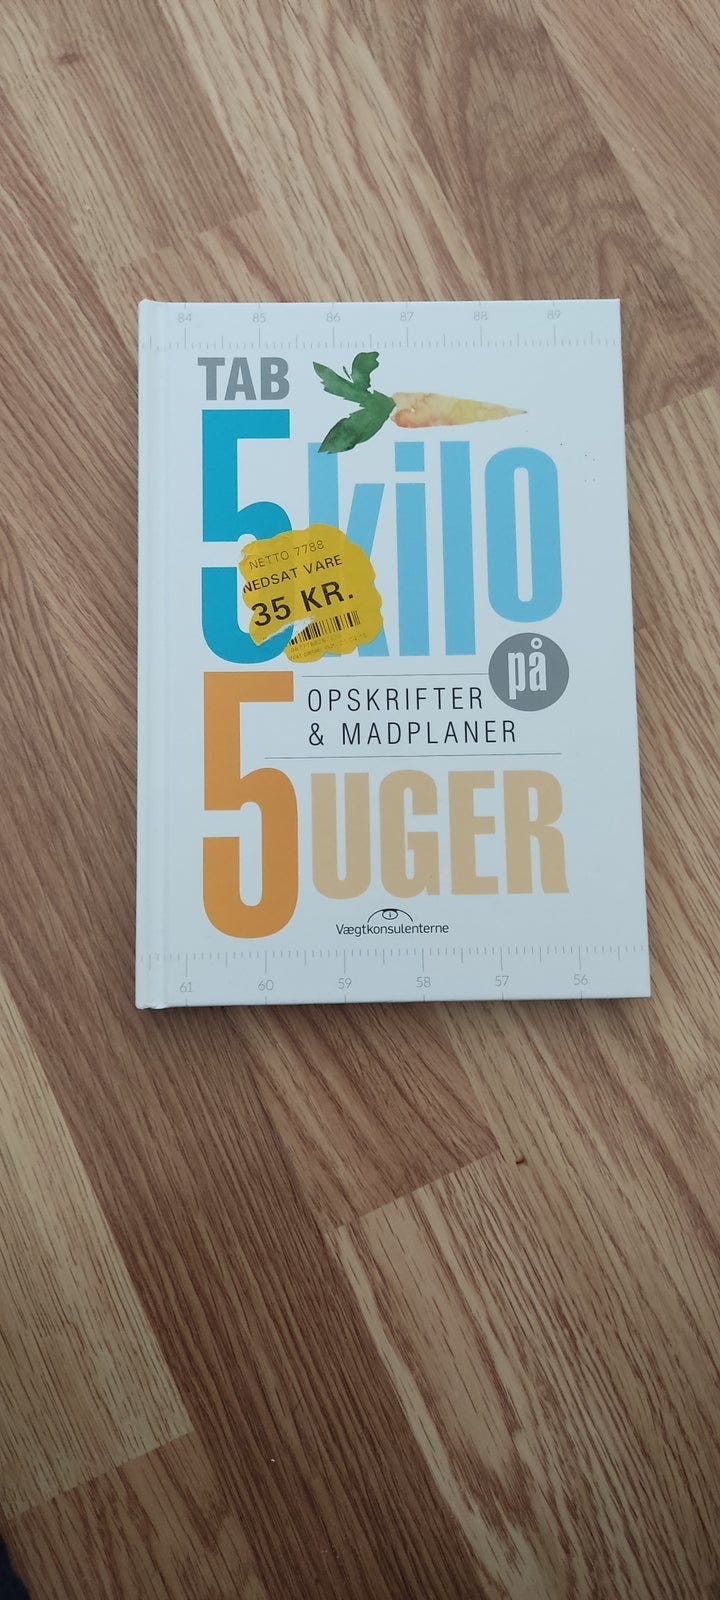 84 85 86 87 88 89
TAB
5 kilo
NETTO 7788
NEDSAT VARE
35 KR.
på
OPSKRIFTER
& MADPLANER
5 UGER
Vægtkonsulenterne
61 60 59 58 57 56